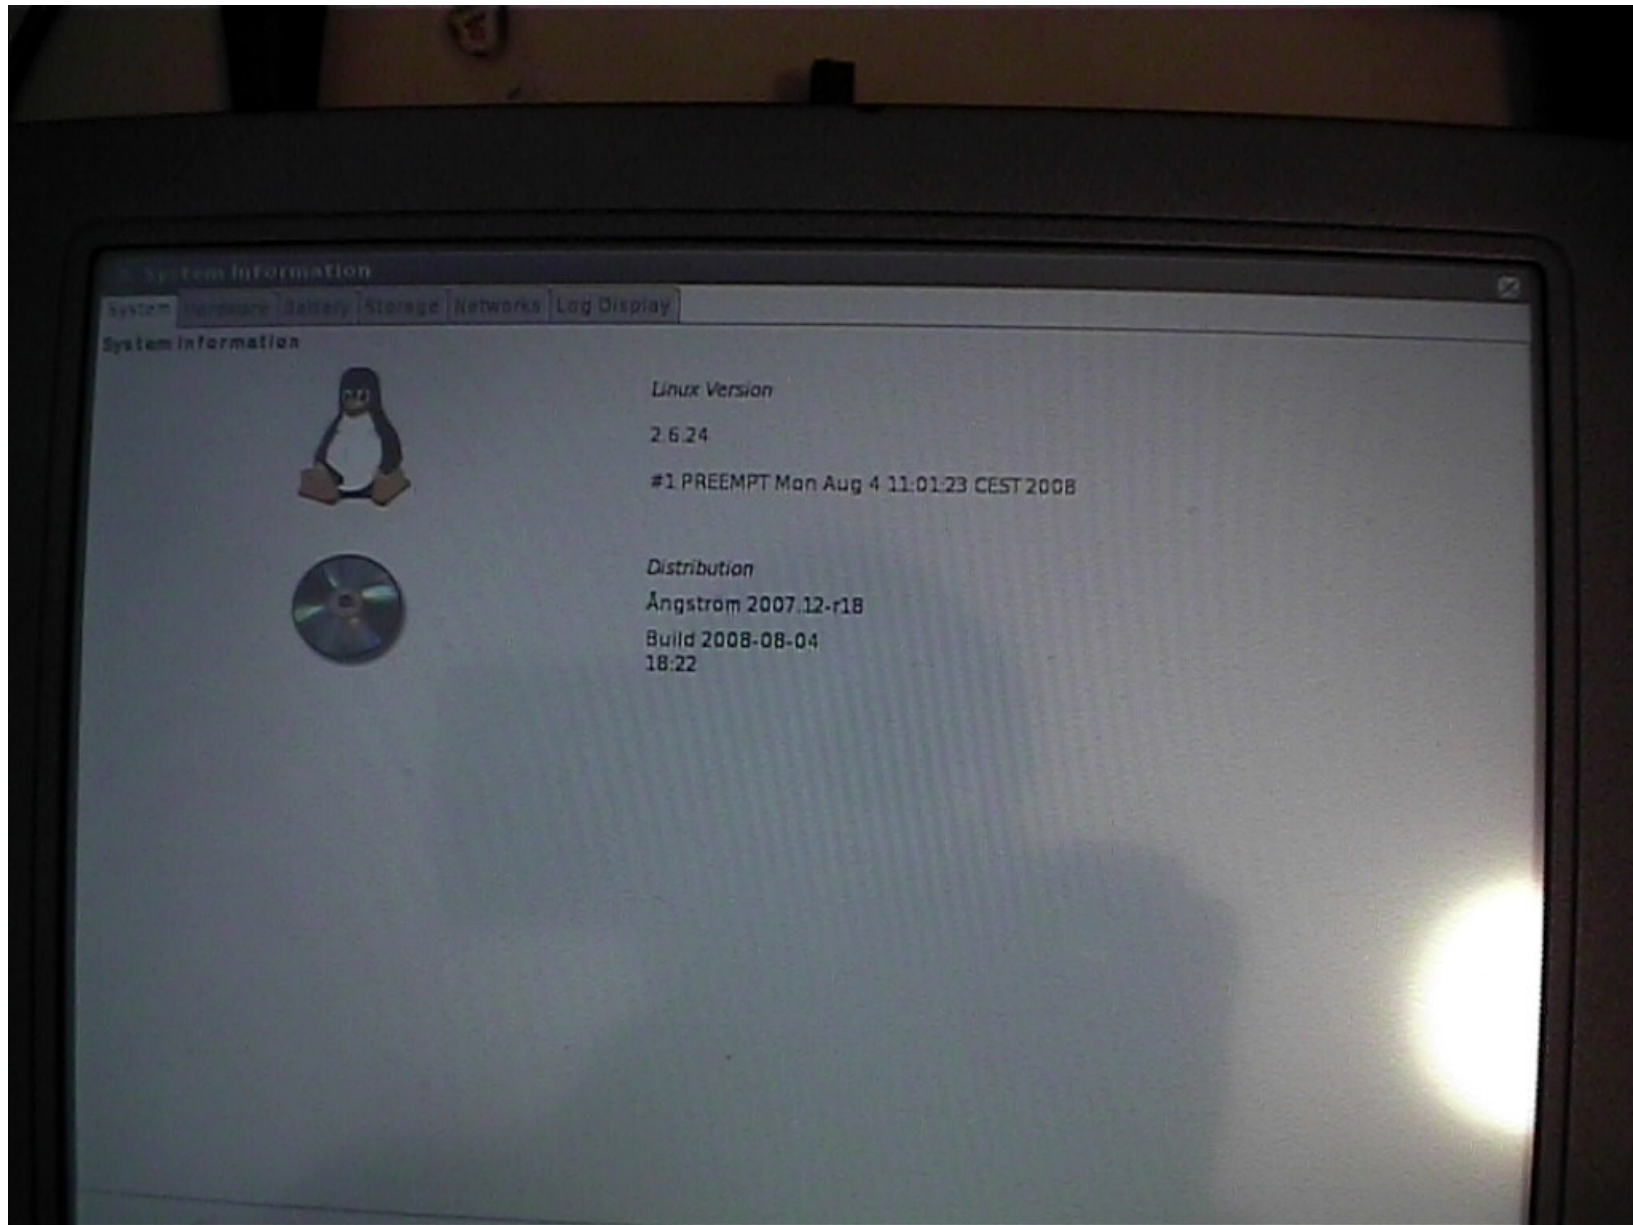 System Information
System Hardware Battery Storage Networks Log Display
System Information
Linux Version
2.6.24
#1 PREEMPT Mon Aug 4 11:01:23 CEST 2008
Distribution
Ångström 2007.12-r18
Build 2008-08-04
18:22